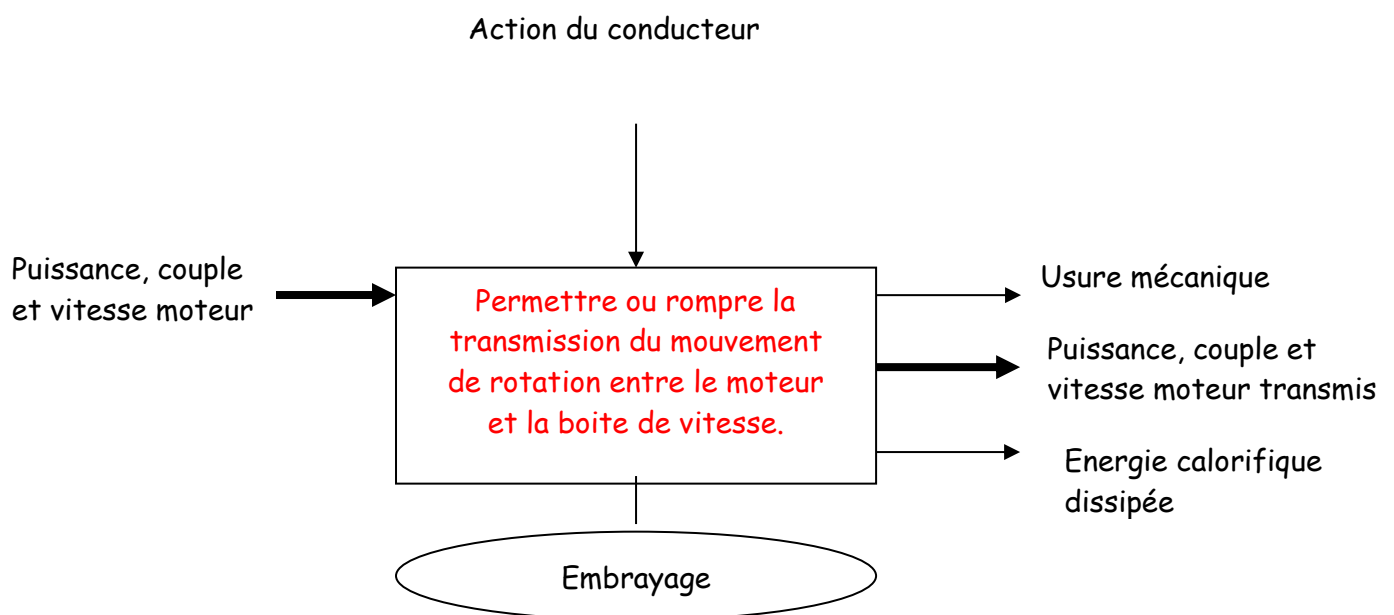 Action du conducteur
Puissance, couple
et vitesse moteur
Permettre ou rompre la
transmission du mouvement
de rotation entre le moteur
et la boite de vitesse.
Usure mécanique
Puissance, couple et
vitesse moteur transmis
Energie calorifique
dissipée
Embrayage